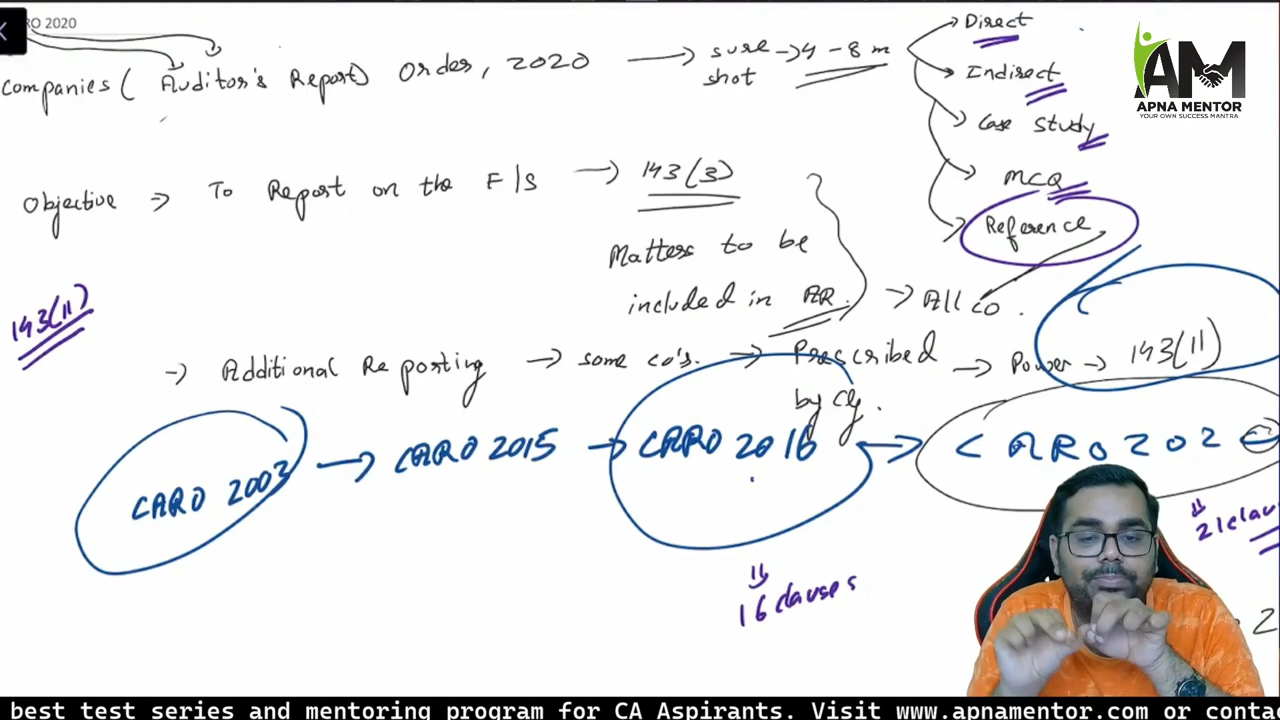 RO 2020
Companies (Auditor's Report) Order, 2020 → sure shot → 4 - 8 m
Direct
Indirect
Case Study
MCQ
Reference
AM
APNA MENTOR
YOUR OWN SUCCESS MANTRA
Objective ⇒ To Report on the F/S → 143(3)
Matters to be
included in AR. → All co.
143(11)
→ Additional Reporting → some co's. → Prescribed by CG. → Power → 143(11)
CARO 2003 → CARO 2015 → CARO 2016 → CARO 2020
16 clauses
21 clau
best test series and mentoring program for CA Aspirants. Visit www.apnamentor.com or conta